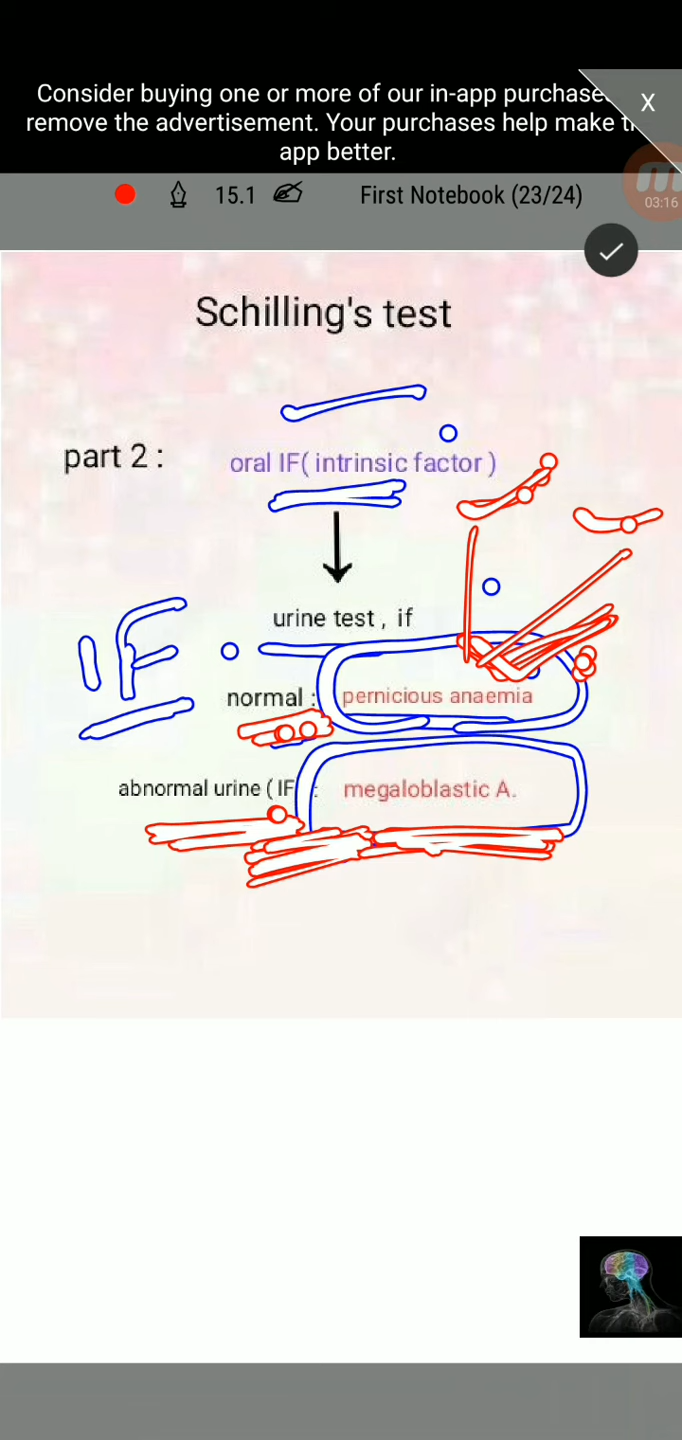 Consider buying one or more of our in-app purchase
remove the advertisement. Your purchases help make
app better.
X
15.1 First Notebook (23/24)
03:16
Schilling's test
part 2 : oral IF( intrinsic factor )
urine test , if
IF
normal : pernicious anaemia
abnormal urine ( IF : megaloblastic A.